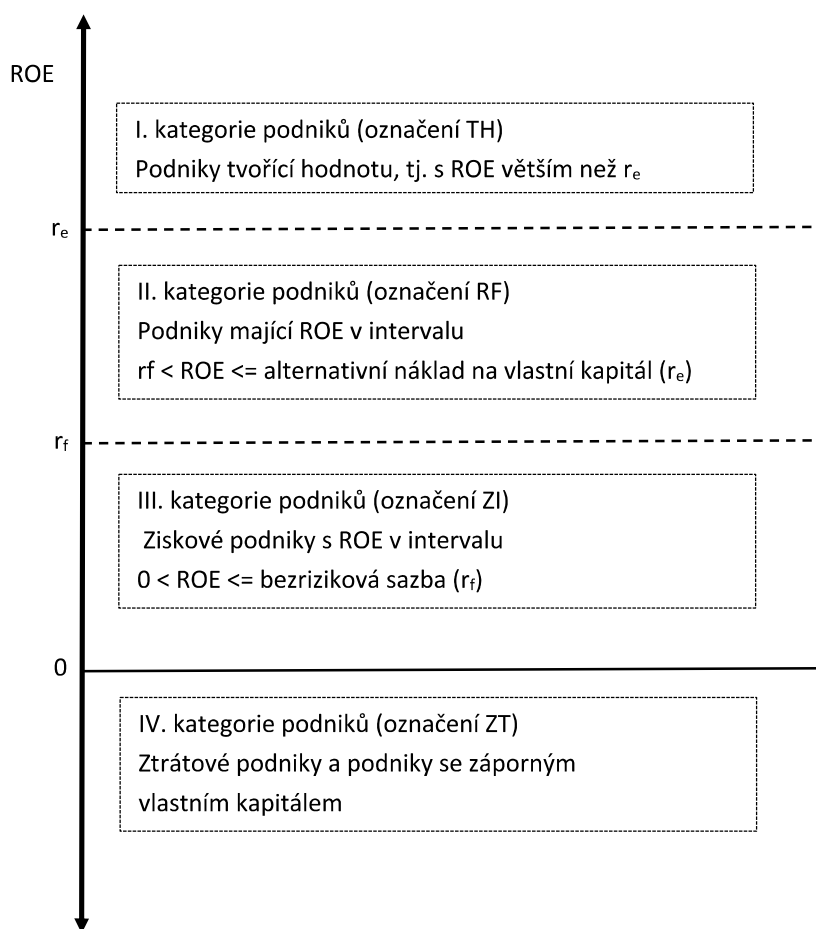 ROE
I. kategorie podniků (označení TH)
Podniky tvořící hodnotu, tj. s ROE větším než rₑ
rₑ
II. kategorie podniků (označení RF)
Podniky mající ROE v intervalu
rf < ROE <= alternativní náklad na vlastní kapitál (rₑ)
r_f
III. kategorie podniků (označení ZI)
Ziskové podniky s ROE v intervalu
0 < ROE <= bezriziková sazba (r_f)
0
IV. kategorie podniků (označení ZT)
Ztrátové podniky a podniky se záporným
vlastním kapitálem